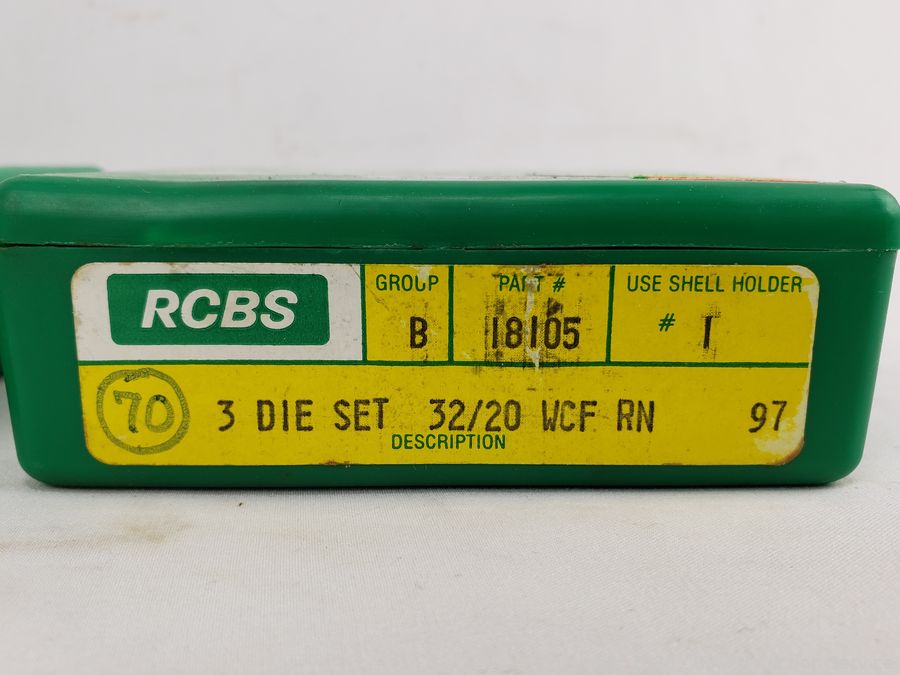 RCBS
GROUP
B
PART #
18105
USE SHELL HOLDER
# 1
70
3 DIE SET 32/20 WCF RN 97
DESCRIPTION